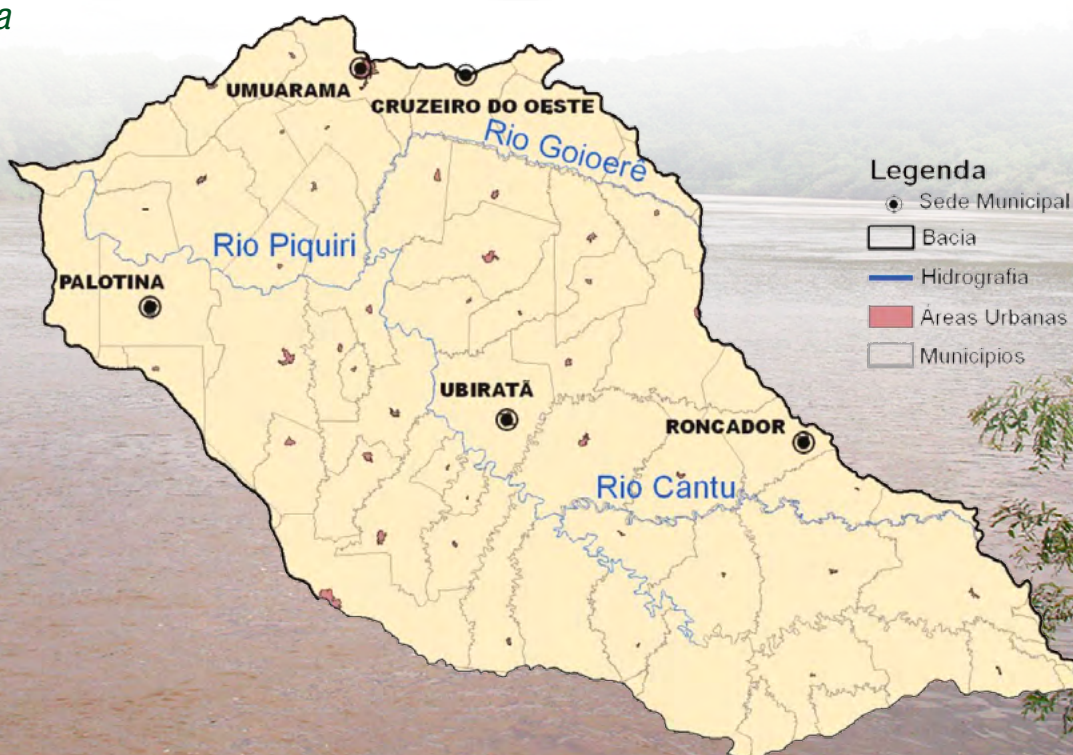 a
UMUARAMA
CRUZEIRO DO OESTE
Rio Goioerê
Rio Piquiri
PALOTINA
UBIRATÃ
RONCADOR
Rio Cantu
Legenda
Sede Municipal
Bacia
Hidrografia
Áreas Urbanas
Municípios